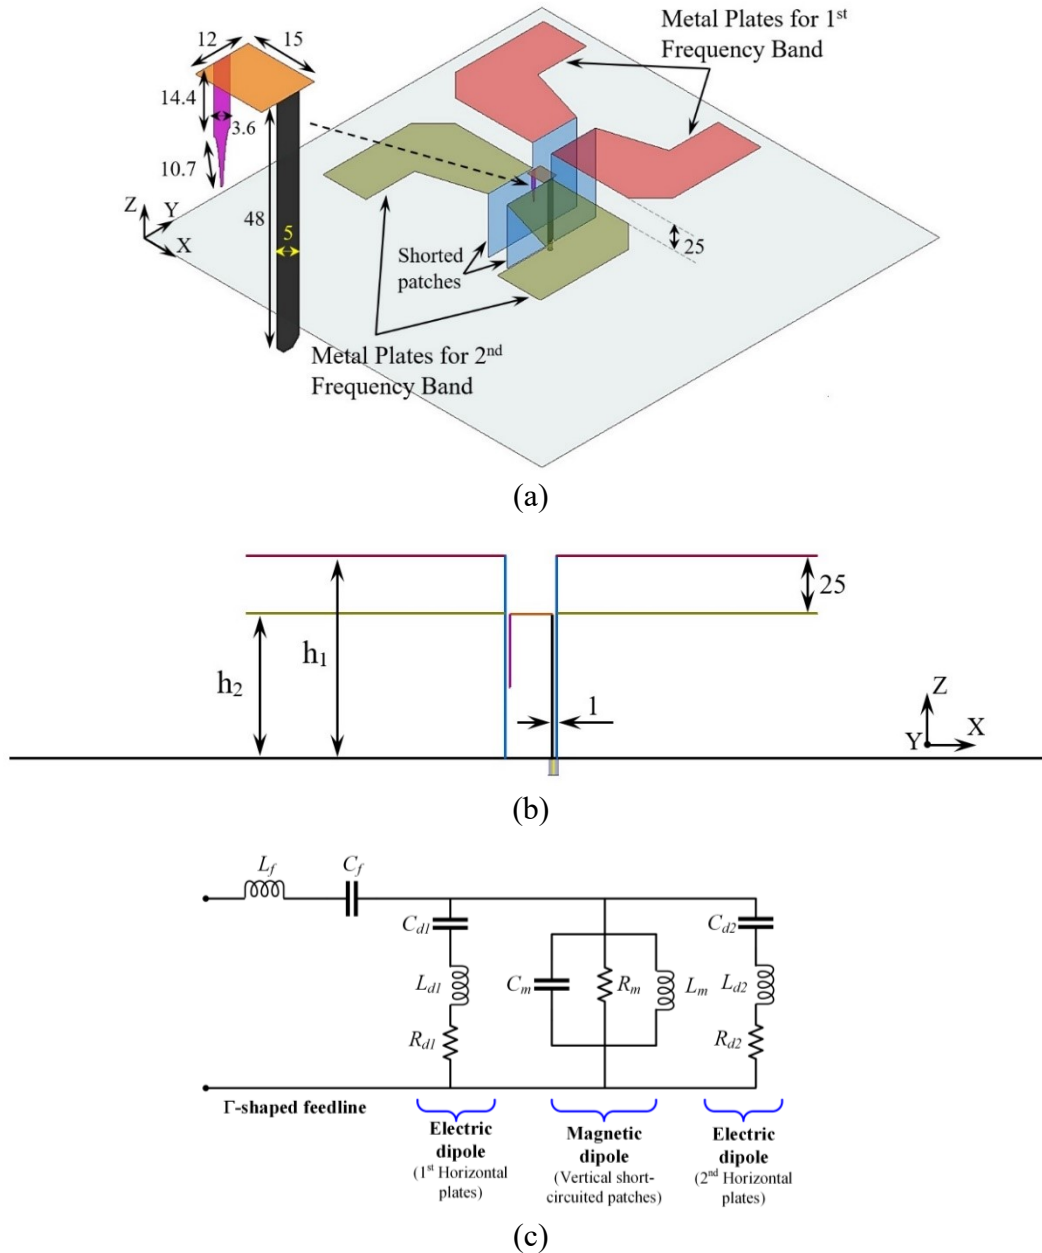 Metal Plates for 1st
Frequency Band
12
15
14.4
3.6
10.7
Z
Y
X
48
5
25
Shorted
patches
Metal Plates for 2nd
Frequency Band
(a)
25
h1
h2
1
Z
Y
X
(b)
Lf
Cf
Cd1
Cd2
Ld1
Cm
Rm
Lm
Ld2
Rd1
Rd2
Γ-shaped feedline
Electric
dipole
(1st Horizontal
plates)
Magnetic
dipole
(Vertical short-
circuited patches)
Electric
dipole
(2nd Horizontal
plates)
(c)